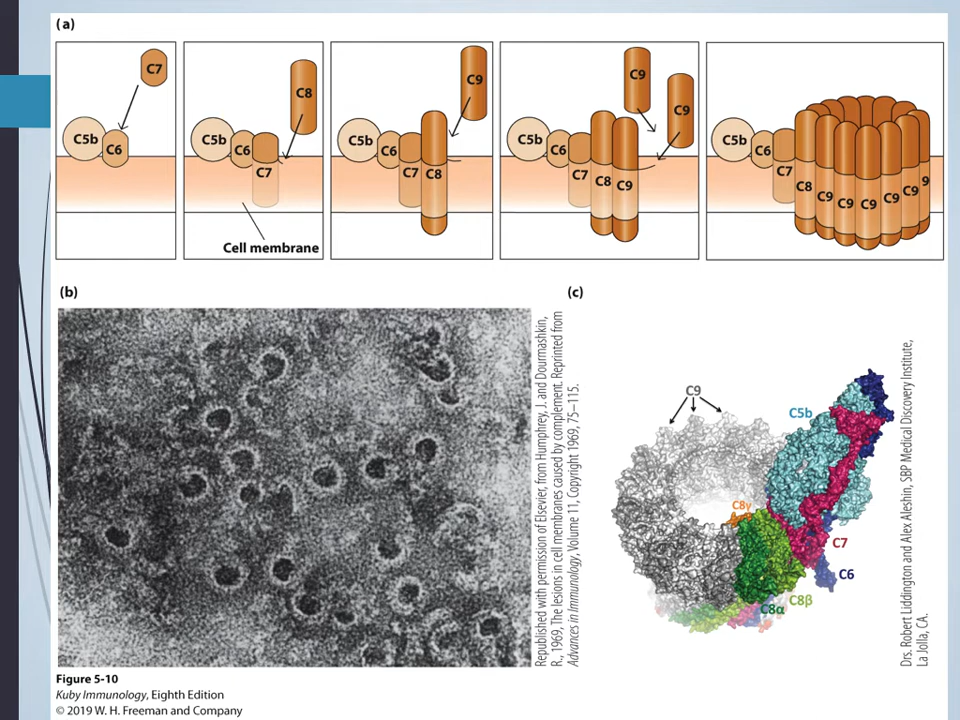 (a)
C7
C5b
C6
C8
C5b
C6
C7
Cell membrane
C9
C5b
C6
C7
C8
C9
C9
C5b
C6
C7
C8
C9
C5b
C6
C7
C8
C9
C9
C9
C9
C9
9
(b)
Republished with permission of Elsevier, from Humphrey, J. and Dourmashkin,
R., 1969, The lesions in cell membranes caused by complement. Reprinted from
Advances in Immunology, Volume 11, Copyright 1969, 75–115.
(c)
C9
C5b
C8γ
C7
C6
C8β
C8α
Drs. Robert Liddington and Alex Aleshin, SBP Medical Discovery Institute,
La Jolla, CA.
Figure 5-10
Kuby Immunology, Eighth Edition
© 2019 W. H. Freeman and Company